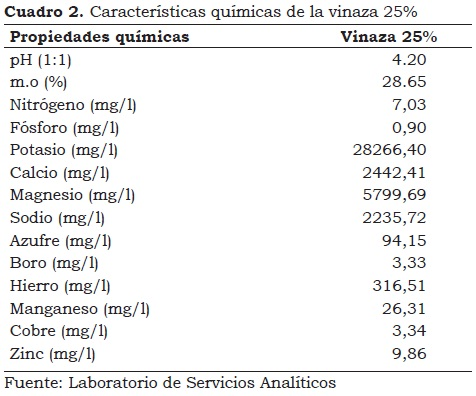 Cuadro 2. Características químicas de la vinaza 25%
Propiedades químicas Vinaza 25%
pH (1:1) 4.20
m.o (%) 28.65
Nitrógeno (mg/l) 7,03
Fósforo (mg/l) 0,90
Potasio (mg/l) 28266,40
Calcio (mg/l) 2442,41
Magnesio (mg/l) 5799,69
Sodio (mg/l) 2235,72
Azufre (mg/l) 94,15
Boro (mg/l) 3,33
Hierro (mg/l) 316,51
Manganeso (mg/l) 26,31
Cobre (mg/l) 3,34
Zinc (mg/l) 9,86
Fuente: Laboratorio de Servicios Analíticos